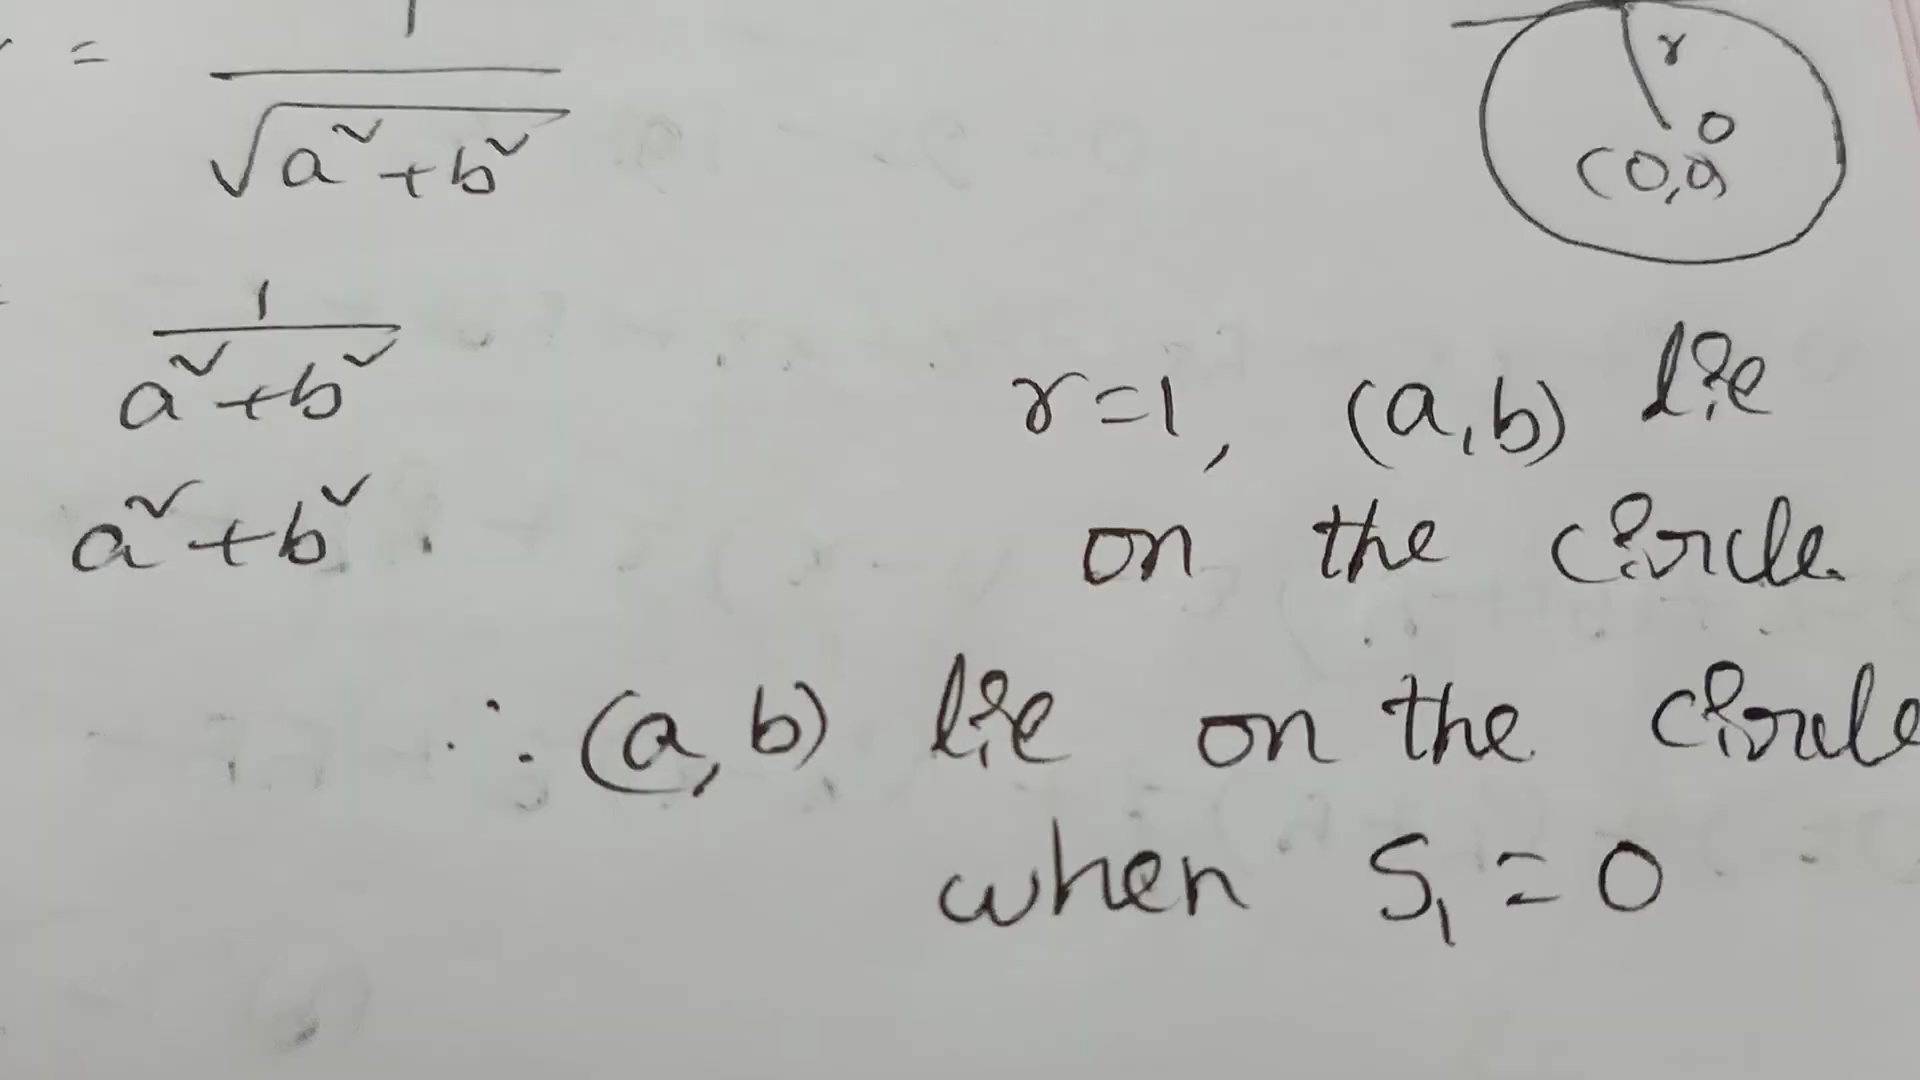 = 1
√a²+b²
r
O
(0,0)
1
a²+b²
r=1, (a,b) lie
a²+b²
on the circle.
∴ (a,b) lie on the circle
when S₁ = 0